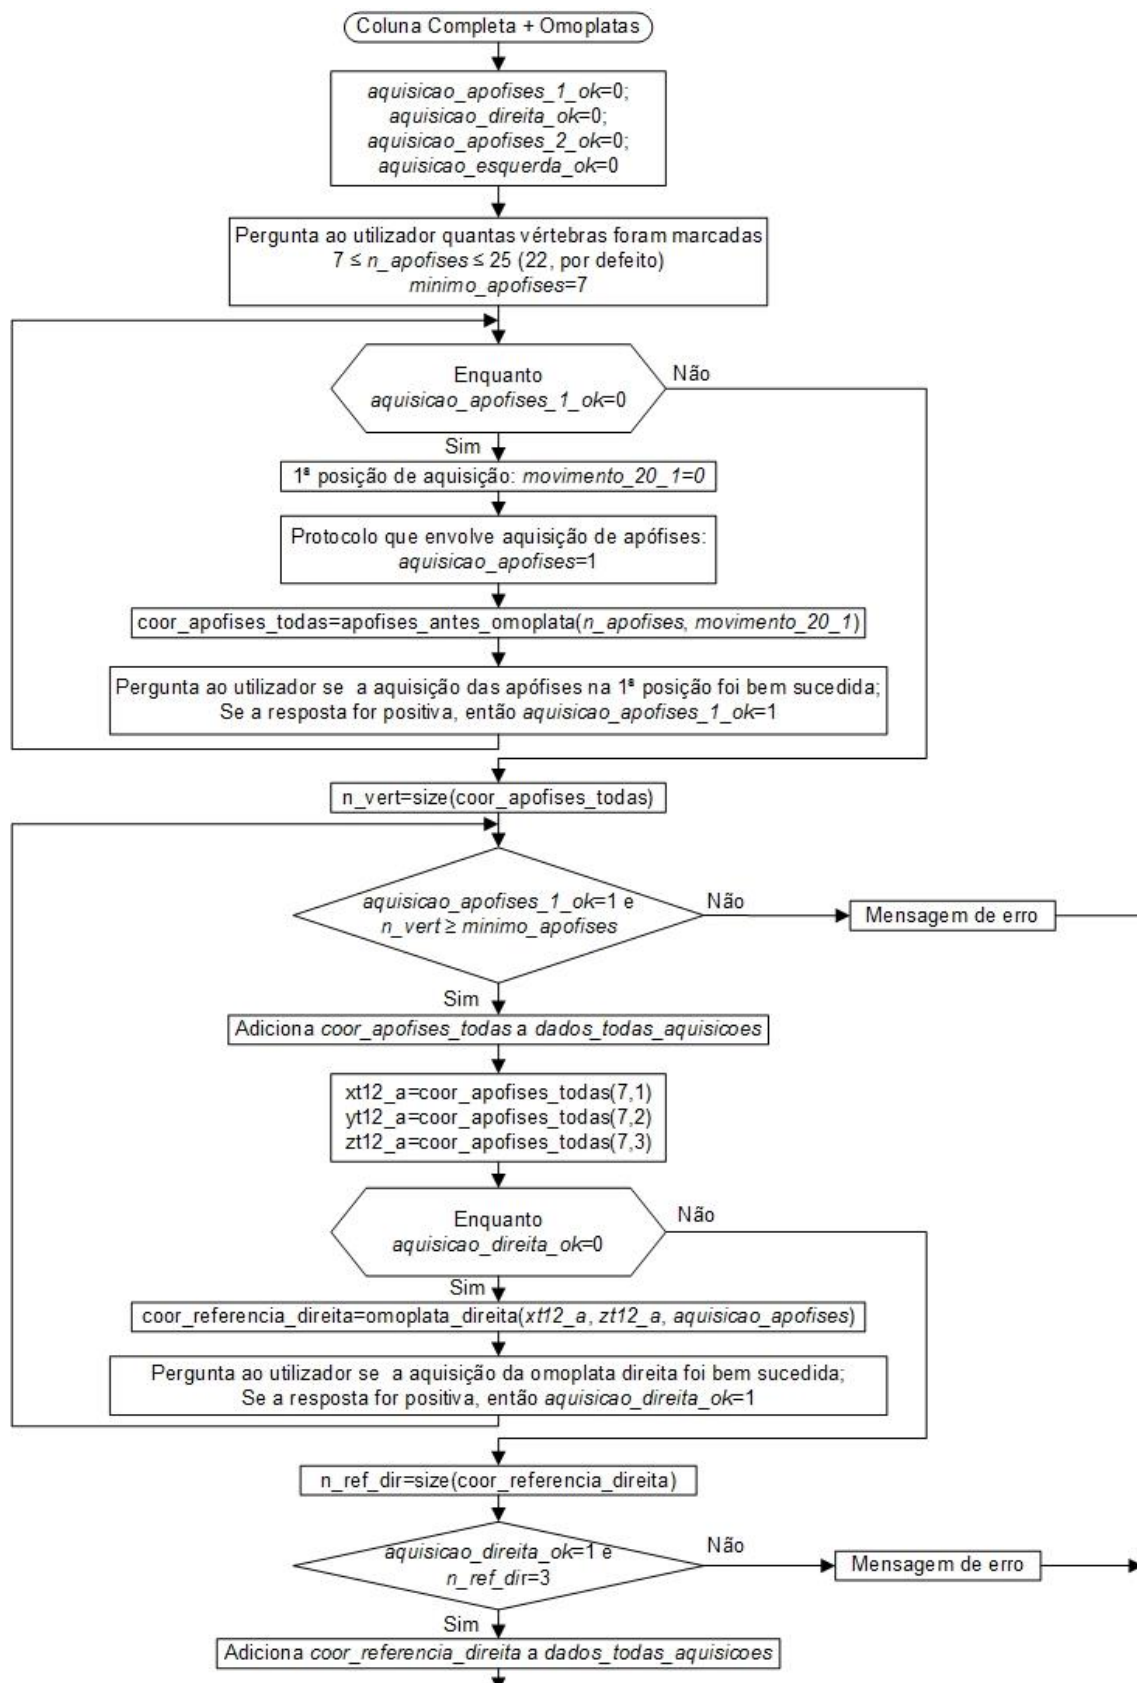 Coluna Completa + Omoplatas
aquisicao_apofises_1_ok=0;
aquisicao_direita_ok=0;
aquisicao_apofises_2_ok=0;
aquisicao_esquerda_ok=0
Pergunta ao utilizador quantas vértebras foram marcadas
7 ≤ n_apofises ≤ 25 (22, por defeito)
minimo_apofises=7
Enquanto
aquisicao_apofises_1_ok=0
Não
Sim
1ª posição de aquisição: movimento_20_1=0
Protocolo que envolve aquisição de apófises:
aquisicao_apofises=1
coor_apofises_todas=apofises_antes_omoplata(n_apofises, movimento_20_1)
Pergunta ao utilizador se a aquisição das apófises na 1ª posição foi bem sucedida;
Se a resposta for positiva, então aquisicao_apofises_1_ok=1
n_vert=size(coor_apofises_todas)
aquisicao_apofises_1_ok=1 e
n_vert ≥ minimo_apofises
Não
Mensagem de erro
Sim
Adiciona coor_apofises_todas a dados_todas_aquisicoes
xt12_a=coor_apofises_todas(7,1)
yt12_a=coor_apofises_todas(7,2)
zt12_a=coor_apofises_todas(7,3)
Enquanto
aquisicao_direita_ok=0
Não
Sim
coor_referencia_direita=omoplata_direita(xt12_a, zt12_a, aquisicao_apofises)
Pergunta ao utilizador se a aquisição da omoplata direita foi bem sucedida;
Se a resposta for positiva, então aquisicao_direita_ok=1
n_ref_dir=size(coor_referencia_direita)
aquisicao_direita_ok=1 e
n_ref_dir=3
Não
Mensagem de erro
Sim
Adiciona coor_referencia_direita a dados_todas_aquisicoes